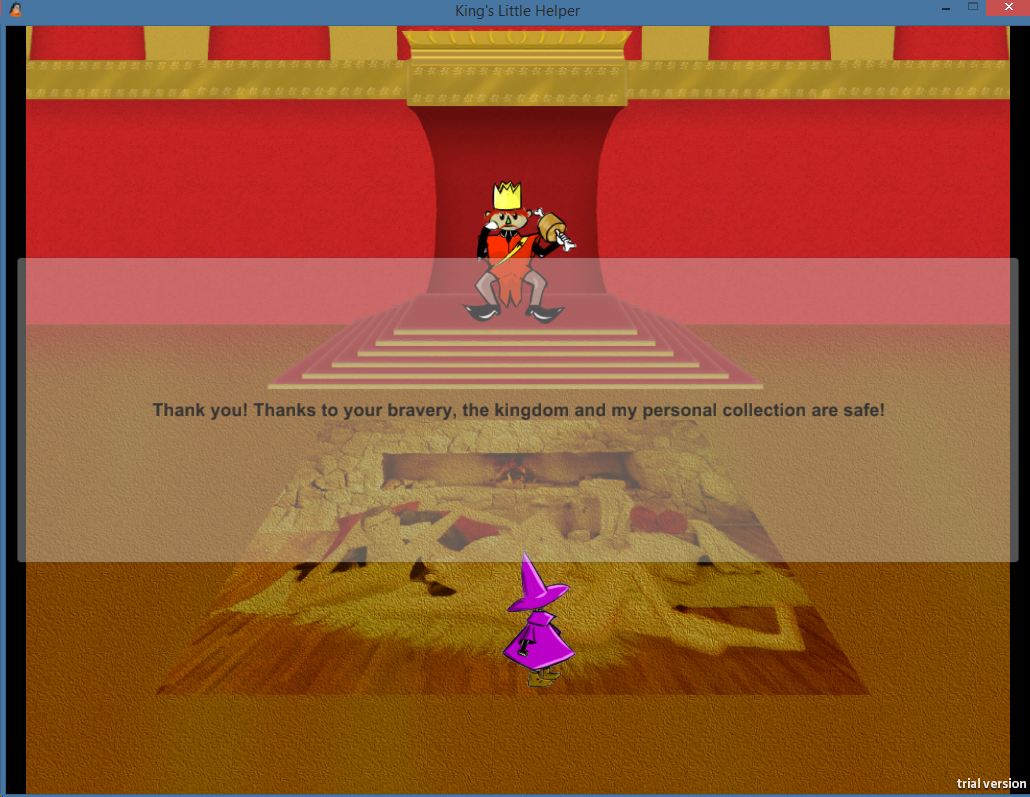 King's Little Helper
Thank you! Thanks to your bravery, the kingdom and my personal collection are safe!
trial version